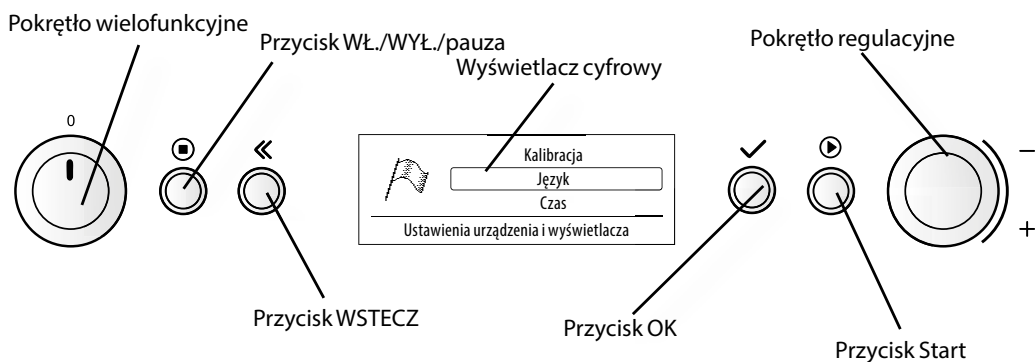 Pokrętło wielofunkcyjne
Przycisk WŁ./WYŁ./pauza
Wyświetlacz cyfrowy
Pokrętło regulacyjne
0
Kalibracja
Język
Czas
Ustawienia urządzenia i wyświetlacza
–
+
Przycisk WSTECZ
Przycisk OK
Przycisk Start